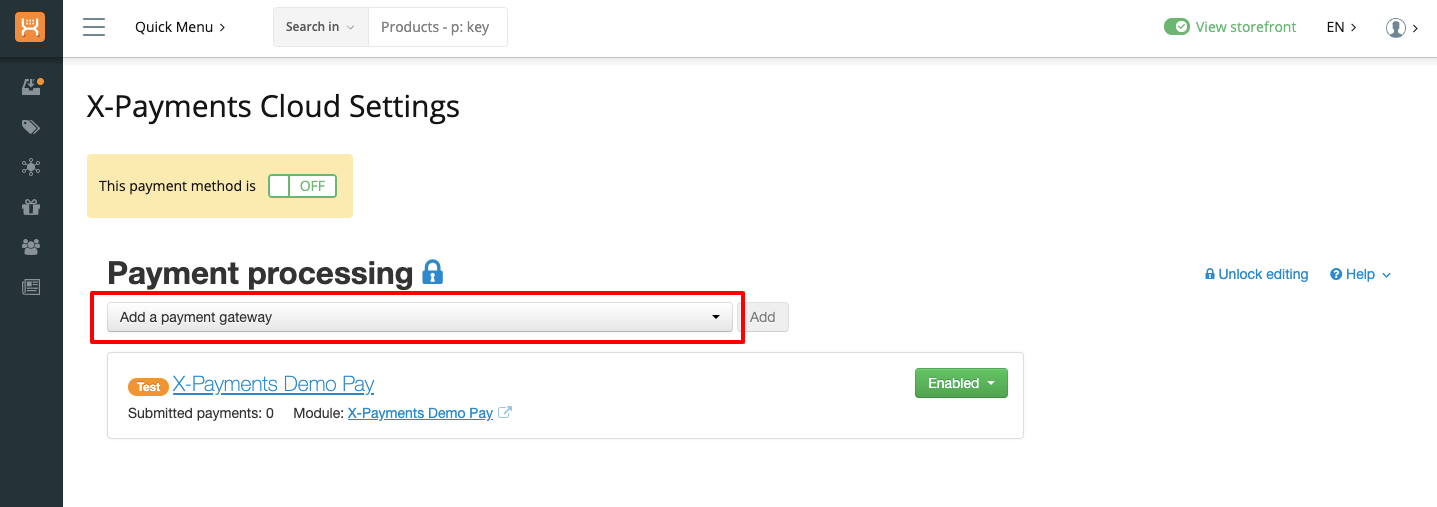 Quick Menu
Search in
Products - p: key
View storefront
EN
X-Payments Cloud Settings
This payment method is OFF
Payment processing
Unlock editing
Help
Add a payment gateway
Add
Test X-Payments Demo Pay
Enabled
Submitted payments: 0 Module: X-Payments Demo Pay